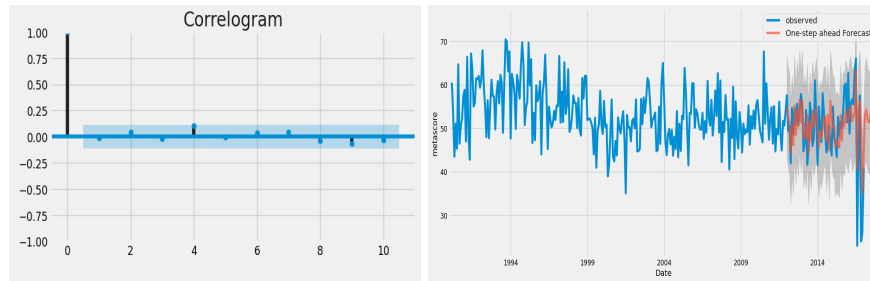 Correlogram
1.00
0.75
0.50
0.25
0.00
−0.25
−0.50
−0.75
−1.00
0 2 4 6 8 10
observed
One-step ahead Forecast
70
60
50
40
30
metascore
1994 1999 2004 2009 2014
Date